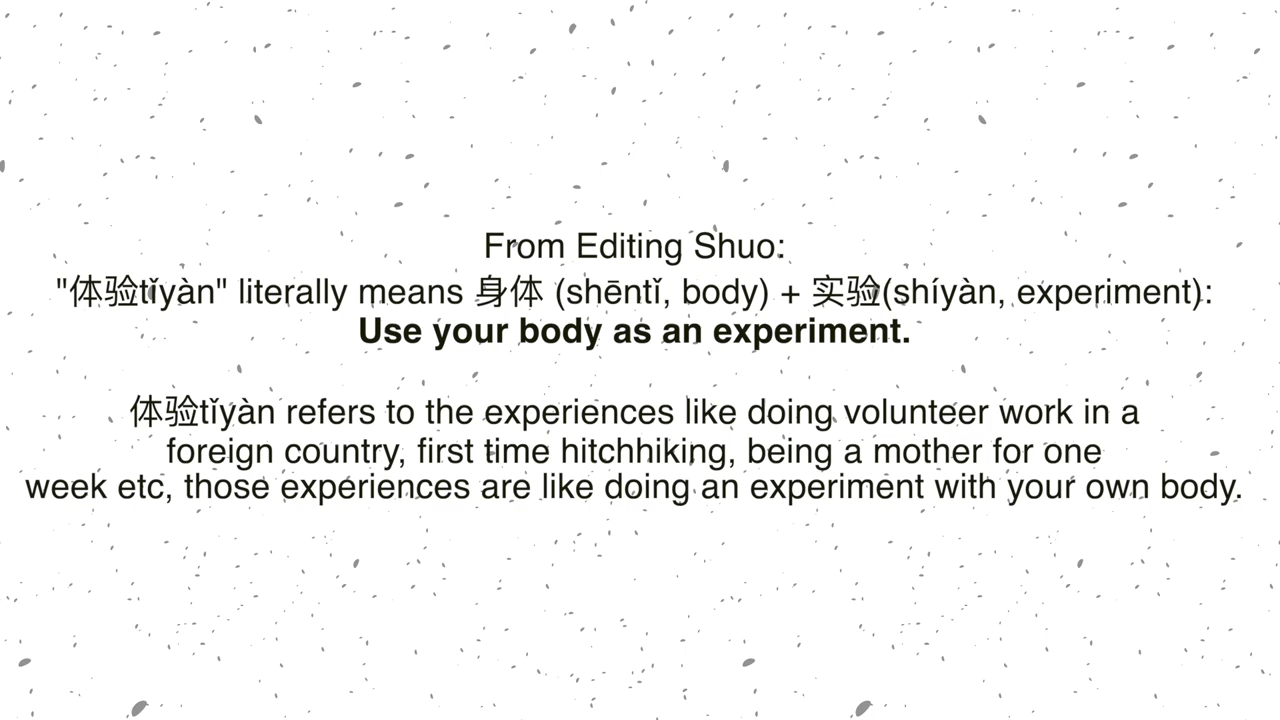 From Editing Shuo:
"体验tǐyàn" literally means 身体 (shēntǐ, body) + 实验(shíyàn, experiment):
Use your body as an experiment.
体验tǐyàn refers to the experiences like doing volunteer work in a
foreign country, first time hitchhiking, being a mother for one
week etc, those experiences are like doing an experiment with your own body.